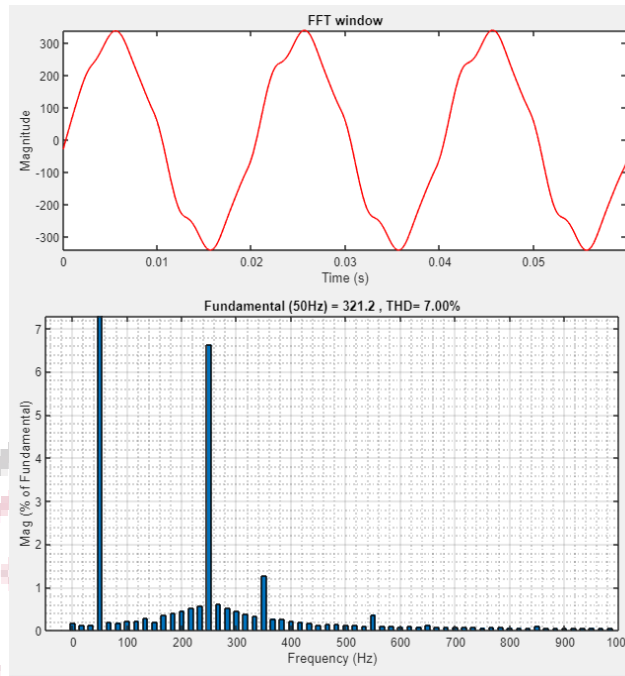 FFT window
300
200
100
0
-100
-200
-300
Magnitude
0 0.01 0.02 0.03 0.04 0.05
Time (s)
Fundamental (50Hz) = 321.2 , THD= 7.00%
7
6
5
4
3
2
1
0
Mag (% of Fundamental)
0 100 200 300 400 500 600 700 800 900 100
Frequency (Hz)